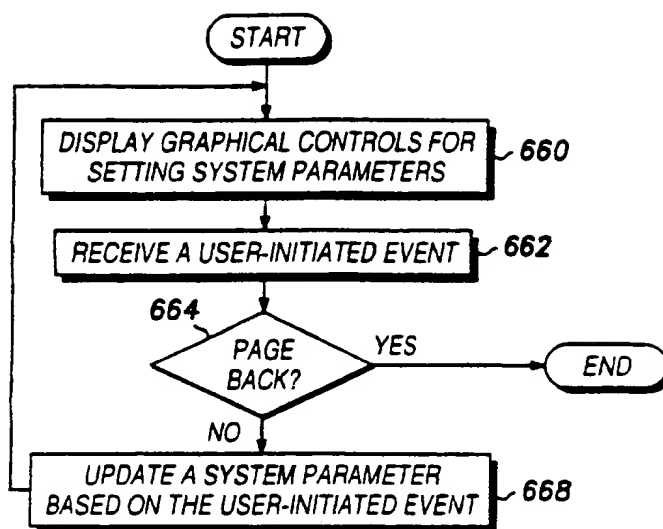 START
DISPLAY GRAPHICAL CONTROLS FOR
SETTING SYSTEM PARAMETERS
660
RECEIVE A USER-INITIATED EVENT
662
664
PAGE
BACK?
YES
END
NO
UPDATE A SYSTEM PARAMETER
BASED ON THE USER-INITIATED EVENT
668